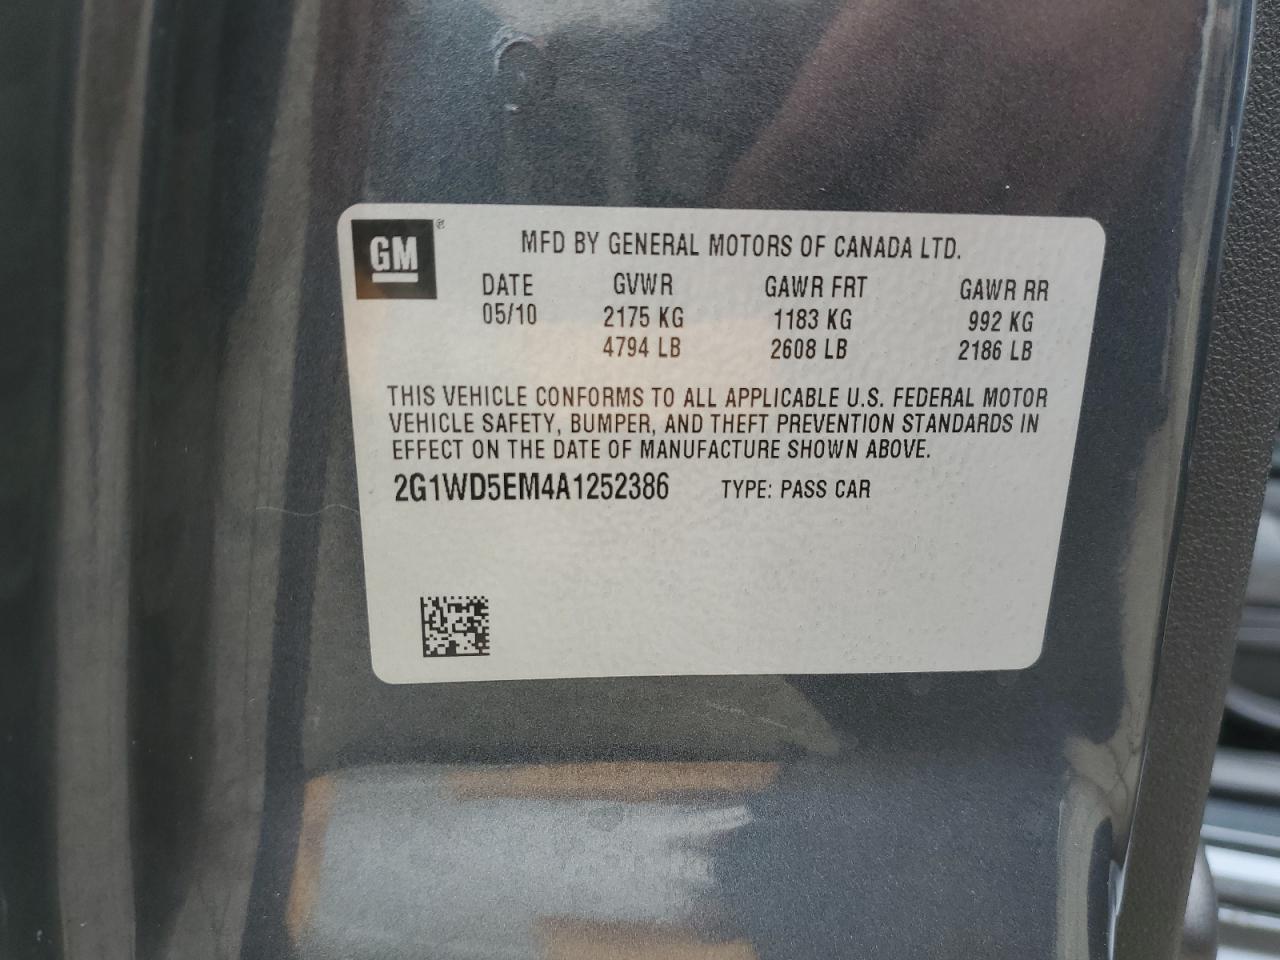 GM ®
MFD BY GENERAL MOTORS OF CANADA LTD.
DATE GVWR GAWR FRT GAWR RR
05/10 2175 KG 1183 KG 992 KG
4794 LB 2608 LB 2186 LB
THIS VEHICLE CONFORMS TO ALL APPLICABLE U.S. FEDERAL MOTOR
VEHICLE SAFETY, BUMPER, AND THEFT PREVENTION STANDARDS IN
EFFECT ON THE DATE OF MANUFACTURE SHOWN ABOVE.
2G1WD5EM4A1252386 TYPE: PASS CAR